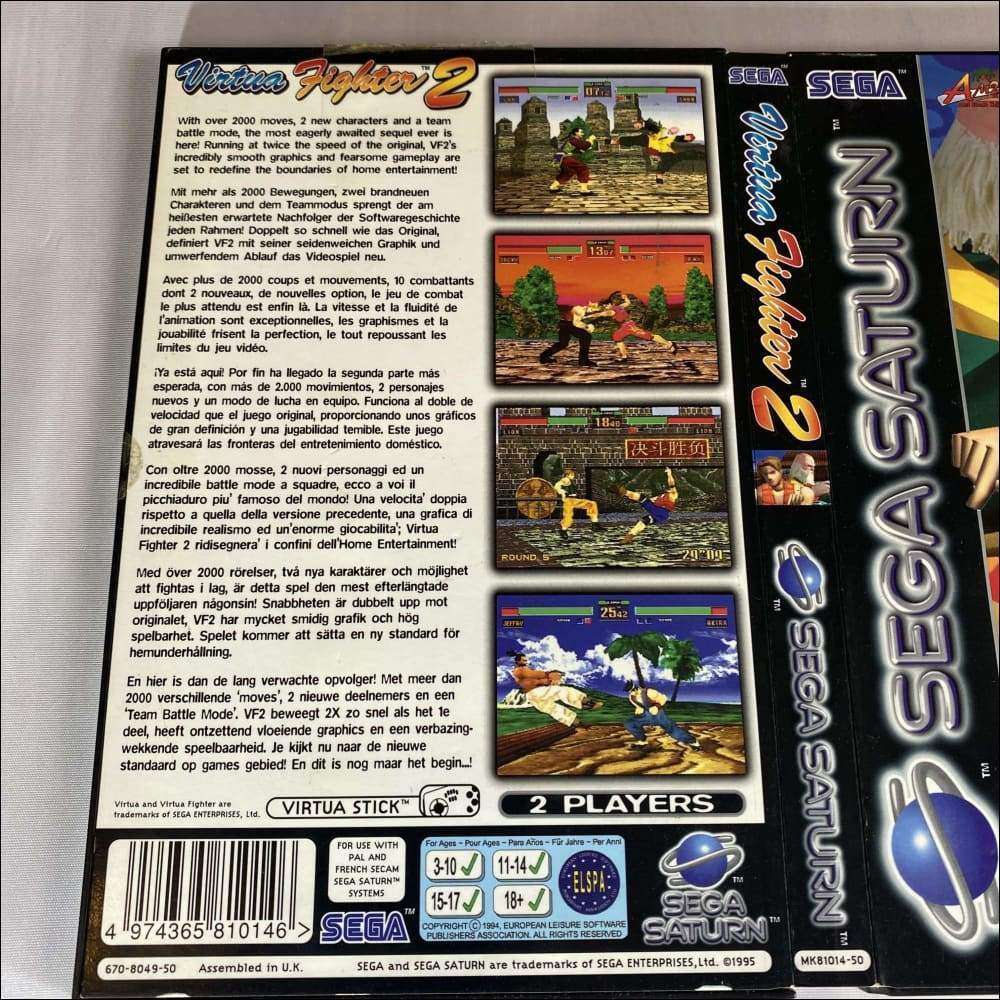 Virtua Fighter™ 2
With over 2000 moves, 2 new characters and a team
battle mode, the most eagerly awaited sequel ever is
here! Running at twice the speed of the original, VF2's
incredibly smooth graphics and fearsome gameplay are
set to redefine the boundaries of home entertainment!
Mit mehr als 2000 Bewegungen, zwei brandneuen
Charakteren und dem Teammodus sprengt der am
heißesten erwartete Nachfolger der Softwaregeschichte
jeden Rahmen! Doppelt so schnell wie das Original,
definiert VF2 mit seiner seidenweichen Graphik und
umwerfendem Ablauf das Videospiel neu.
Avec plus de 2000 coups et mouvements, 10 combattants
dont 2 nouveaux, de nouvelles option, le jeu de combat
le plus attendu est enfin là. La vitesse et la fluidité de
l'animation sont exceptionnelles, les graphismes et la
jouabilité frisent la perfection, le tout repoussant les
limites du jeu vidéo.
¡Ya está aquí! Por fin ha llegado la segunda parte más
esperada, con más de 2.000 movimientos, 2 personajes
nuevos y un modo de lucha en equipo. Funciona al doble de
velocidad que el juego original, proporcionando unos gráficos
de gran definición y una jugabilidad temible. Este juego
atravesará las fronteras del entretenimiento doméstico.
Con oltre 2000 mosse, 2 nuovi personaggi ed un
incredibile battle mode a squadre, ecco a voi il
picchiaduro piu' famoso del mondo! Una velocita' doppia
rispetto a quella della versione precedente, una grafica di
incredibile realismo ed un'enorme giocabilita'; Virtua
Fighter 2 ridisegnera' i confini dell'Home Entertainment!
Med över 2000 rörelser, två nya karaktärer och möjlighet
att fightas i lag, är detta spel den mest efterlängtade
uppföljaren någonsin! Snabbheten är dubbelt upp mot
originalet, VF2 har mycket smidig grafik och hög
spelbarhet. Spelet kommer att sätta en ny standard för
hemunderhållning.
En hier is dan de lang verwachte opvolger! Met meer dan
2000 verschillende 'moves', 2 nieuwe deelnemers en een
'Team Battle Mode'. VF2 beweegt 2X zo snel als het 1e
deel, heeft ontzettend vloeiende graphics en een verbazing-
wekkende speelbaarheid. Je kijkt nu naar de nieuwe
standaard op games gebied! En dit is nog maar het begin...!
Virtua and Virtua Fighter are
trademarks of SEGA ENTERPRISES, Ltd.
VIRTUA STICK™
1307
1840
LION
LION
决斗胜负
ROUND 5
29"09
2542
JEFFRY
AKIRA
2 PLAYERS
4 974365 810146 >
FOR USE WITH
PAL AND
FRENCH SECAM
SEGA SATURN™
SYSTEMS
SEGA™
For Ages - Pour Ages - Para Años - Für Jahre - Per Anni
3-10 ✓ 11-14 ✓
15-17 ✓ 18+ ✓
ELSPA
COPYRIGHT © 1994, EUROPEAN LEISURE SOFTWARE
PUBLISHERS ASSOCIATION. ALL RIGHTS RESERVED
SEGA
SATURN™
670-8049-50 Assembled in U.K. SEGA and SEGA SATURN are trademarks of SEGA ENTERPRISES, Ltd. ©1995
SEGA™
Virtua Fighter™ 2
SEGA SATURN™
MK81014-50
SEGA™
SEGA SATURN™